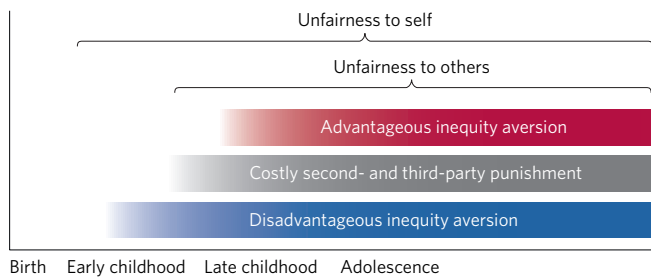 Unfairness to self
Unfairness to others
Advantageous inequity aversion
Costly second- and third-party punishment
Disadvantageous inequity aversion
Birth Early childhood Late childhood Adolescence